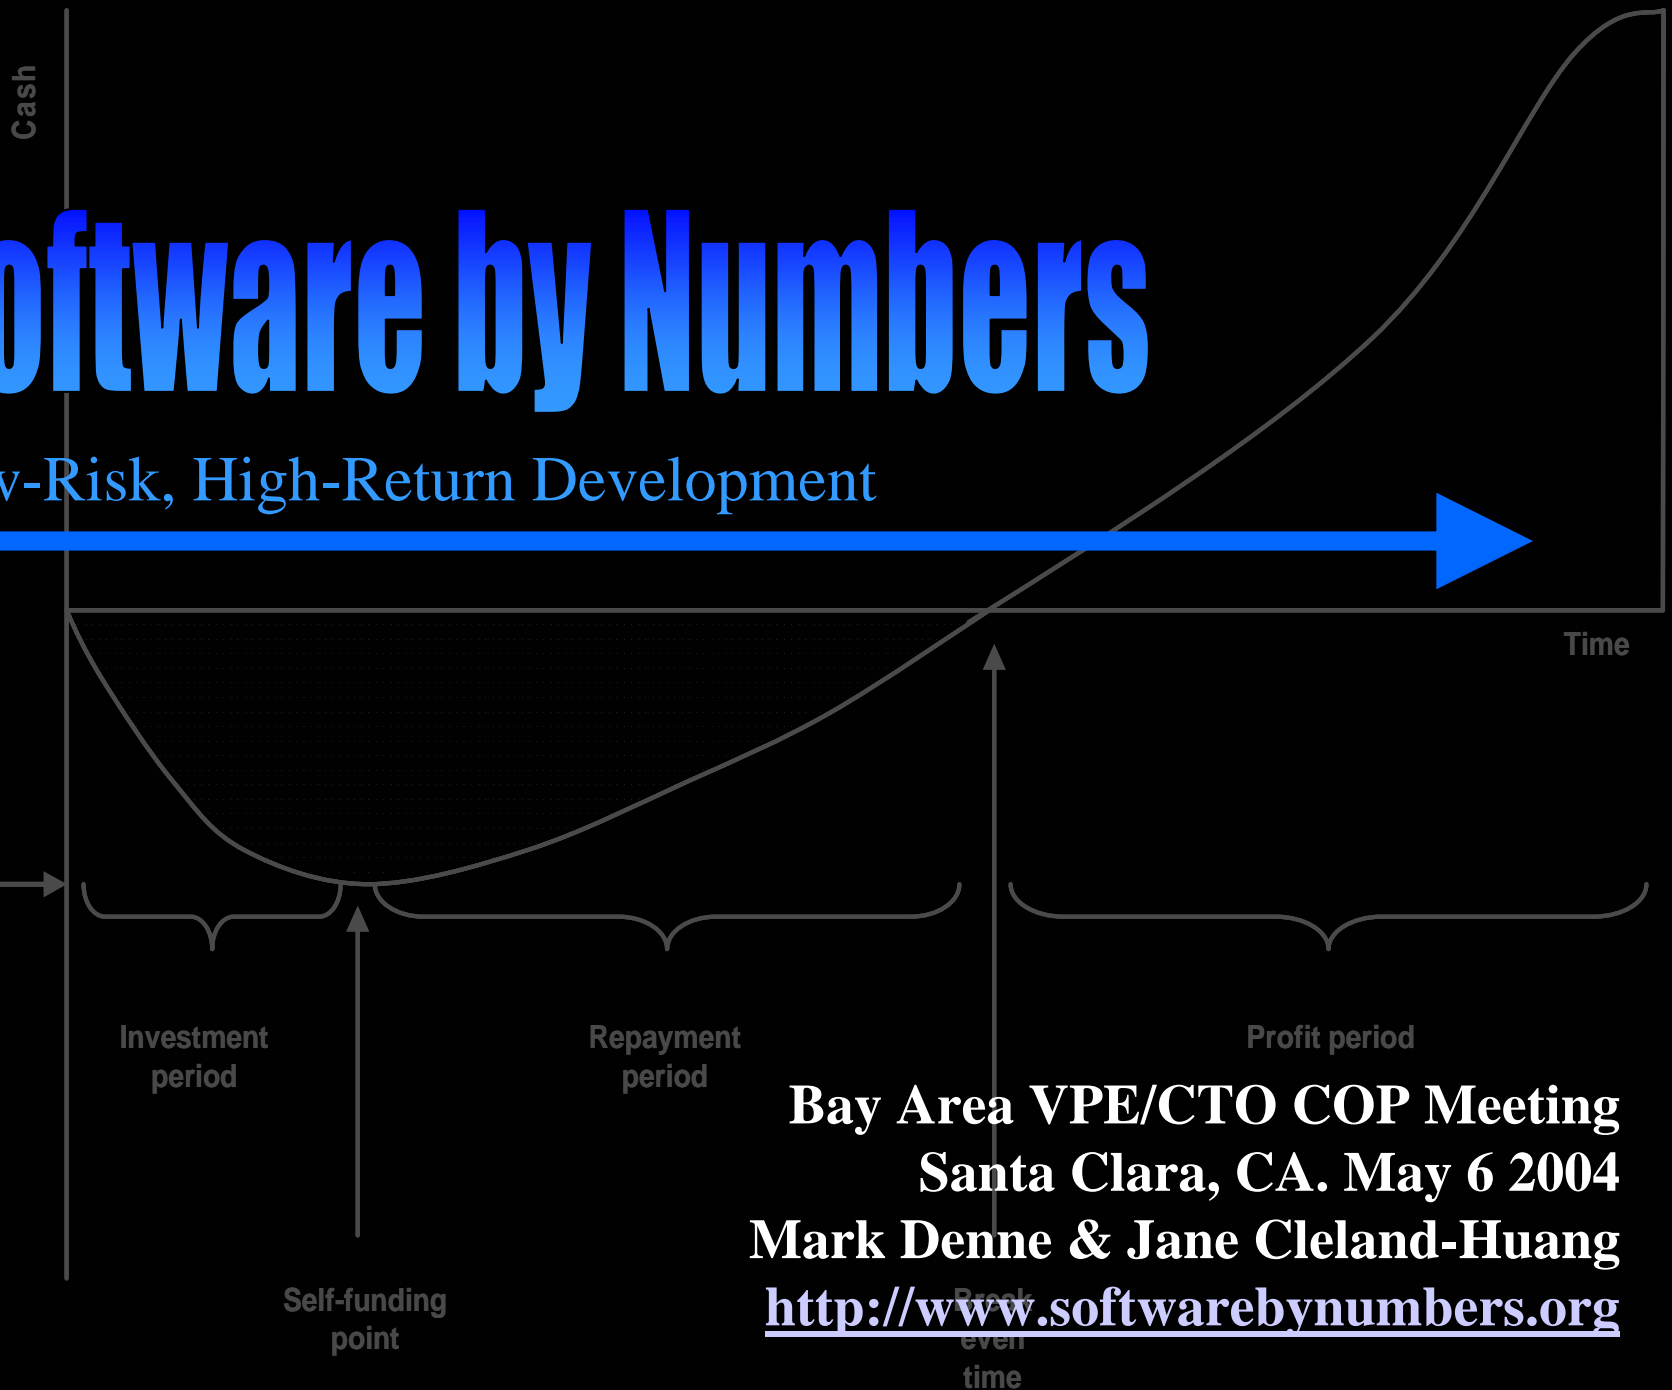 Cash
oftware by Numbers
w-Risk, High-Return Development
Time
Investment
period
Repayment
period
Profit period
Bay Area VPE/CTO COP Meeting
Santa Clara, CA. May 6 2004
Mark Denne & Jane Cleland-Huang
http://www.softwarebynumbers.org
Self-funding
point
Break
even
time